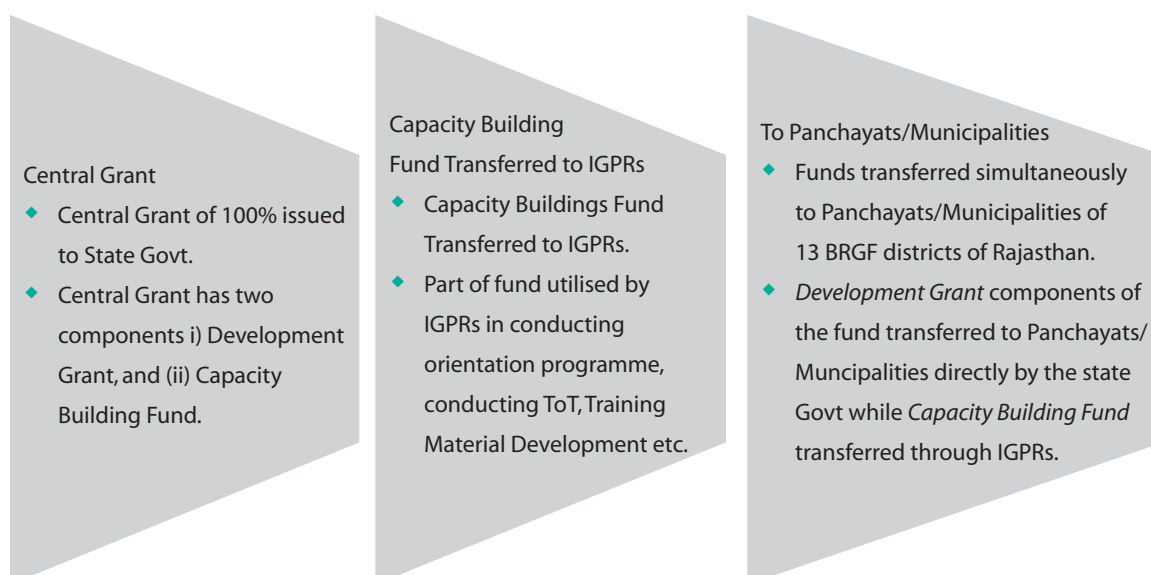 Central Grant
◆ Central Grant of 100% issued
to State Govt.
◆ Central Grant has two
components i) Development
Grant, and (ii) Capacity
Building Fund.
Capacity Building
Fund Transferred to IGPRs
◆ Capacity Buildings Fund
Transferred to IGPRs.
◆ Part of fund utilised by
IGPRs in conducting
orientation programme,
conducting ToT, Training
Material Development etc.
To Panchayats/Municipalities
◆ Funds transferred simultaneously
to Panchayats/Municipalities of
13 BRGF districts of Rajasthan.
◆ Development Grant components of
the fund transferred to Panchayats/
Muncipalities directly by the state
Govt while Capacity Building Fund
transferred through IGPRs.